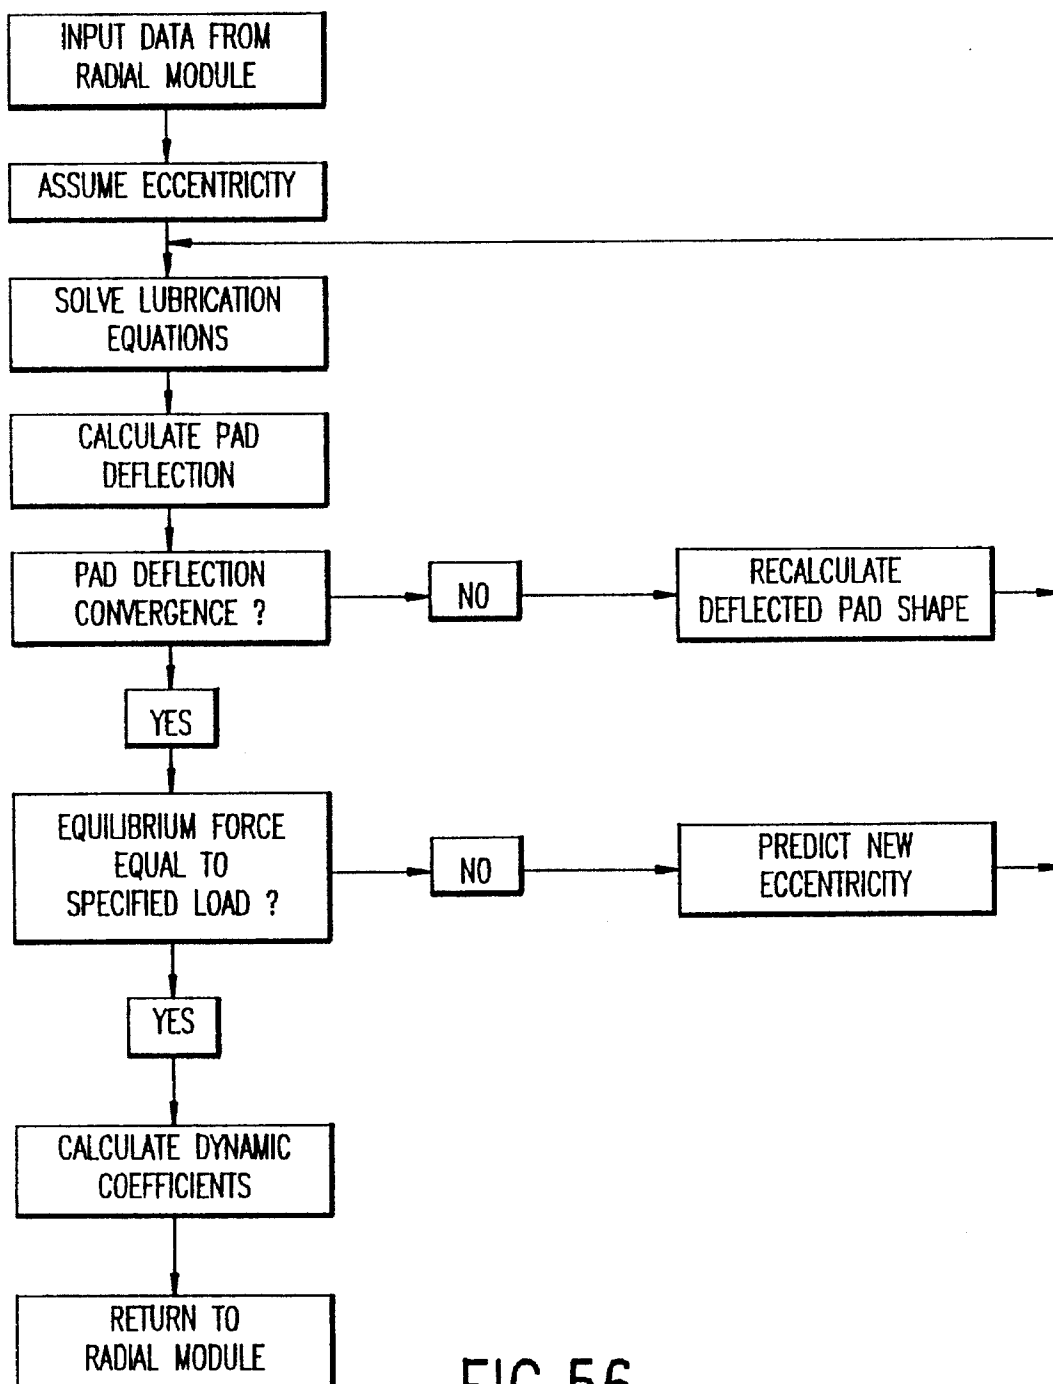 INPUT DATA FROM
RADIAL MODULE
ASSUME ECCENTRICITY
SOLVE LUBRICATION
EQUATIONS
CALCULATE PAD
DEFLECTION
PAD DEFLECTION
CONVERGENCE ?
NO
RECALCULATE
DEFLECTED PAD SHAPE
YES
EQUILIBRIUM FORCE
EQUAL TO
SPECIFIED LOAD ?
NO
PREDICT NEW
ECCENTRICITY
YES
CALCULATE DYNAMIC
COEFFICIENTS
RETURN TO
RADIAL MODULE
FIG.56